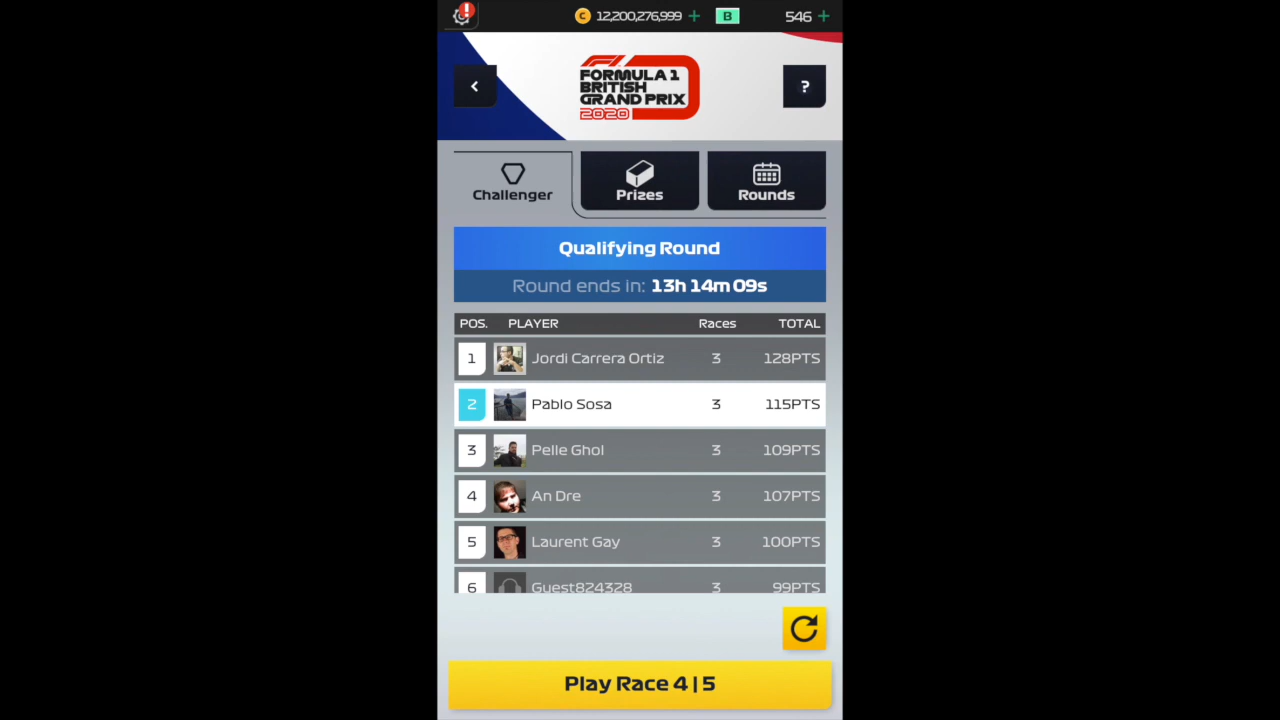 C 12,200,276,999 + B 546 +
FORMULA 1
BRITISH
GRAND PRIX
2020
< ?
Challenger Prizes Rounds
Qualifying Round
Round ends in: 13h 14m 09s
POS. PLAYER Races TOTAL
1 Jordi Carrera Ortiz 3 128PTS
2 Pablo Sosa 3 115PTS
3 Pelle Ghol 3 109PTS
4 An Dre 3 107PTS
5 Laurent Gay 3 100PTS
6 Guest824328 3 99PTS
Play Race 4 | 5